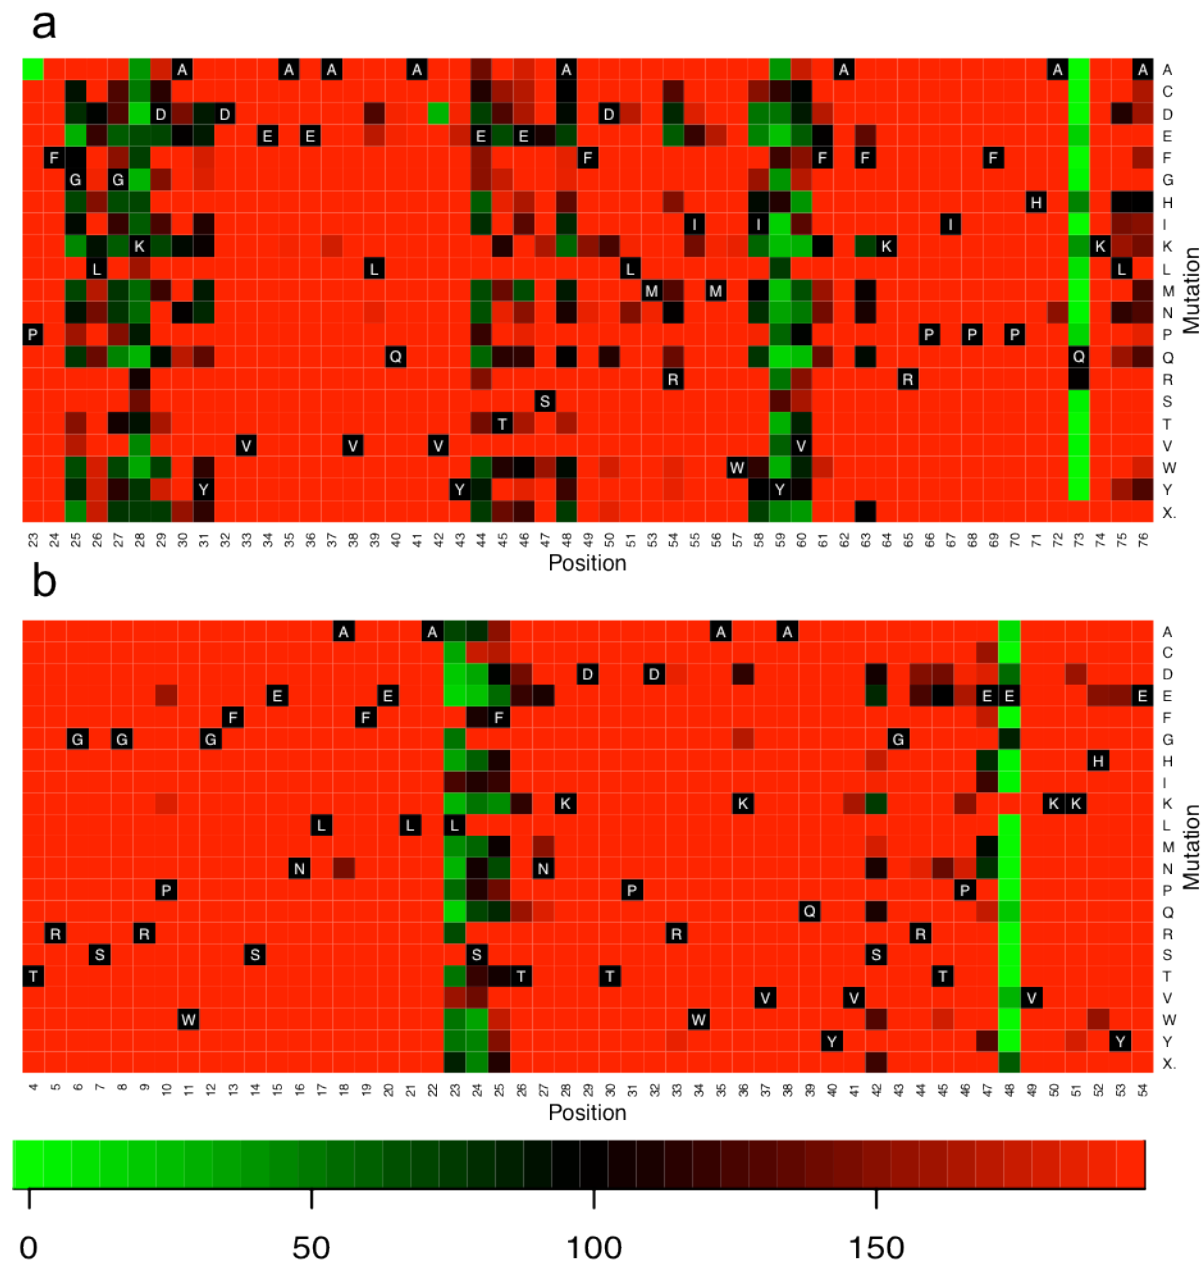 a
A A A A A A A A A
C
D D D D
E E E E E
F F F F F F
G G G
H H
I I I I
K K K K
L L L L L
M M M
N
P P P P P
Q Q Q
R R R
S S
T T
V V V V V
W W
Y Y Y Y
X.
Mutation
23 24 25 26 27 28 29 30 31 32 33 34 35 36 37 38 39 40 41 42 43 44 45 46 47 48 49 50 51 53 54 55 56 57 58 59 60 61 62 63 64 65 66 67 68 69 70 71 72 73 74 75 76
Position
b
A A A A A
C
D D D
E E E E E E
F F F F
G G G G G
H H
I
K K K K K
L L L L
M
N N N
P P P P
Q Q
R R R R R
S S S S S
T T T T T
V V V V
W W W
Y Y Y
X.
Mutation
4 5 6 7 8 9 10 11 12 13 14 15 16 17 18 19 20 21 22 23 24 25 26 27 28 29 30 31 32 33 34 35 36 37 38 39 40 41 42 43 44 45 46 47 48 49 50 51 52 53 54
Position
0 50 100 150